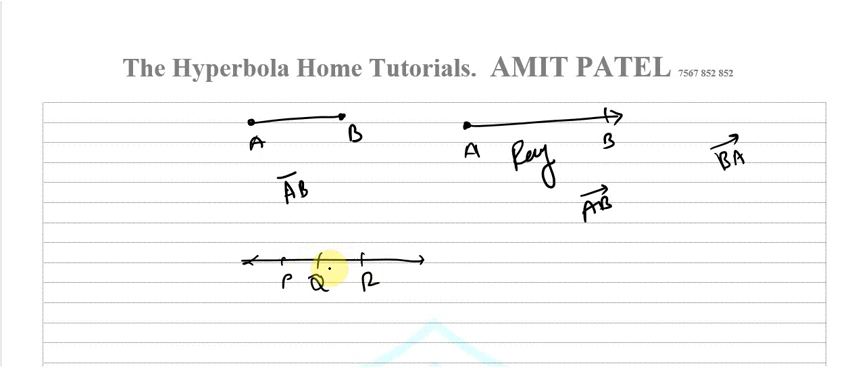 The Hyperbola Home Tutorials. AMIT PATEL 7567 852 852
A B
A Ray B
BA
AB
AB
P Q R